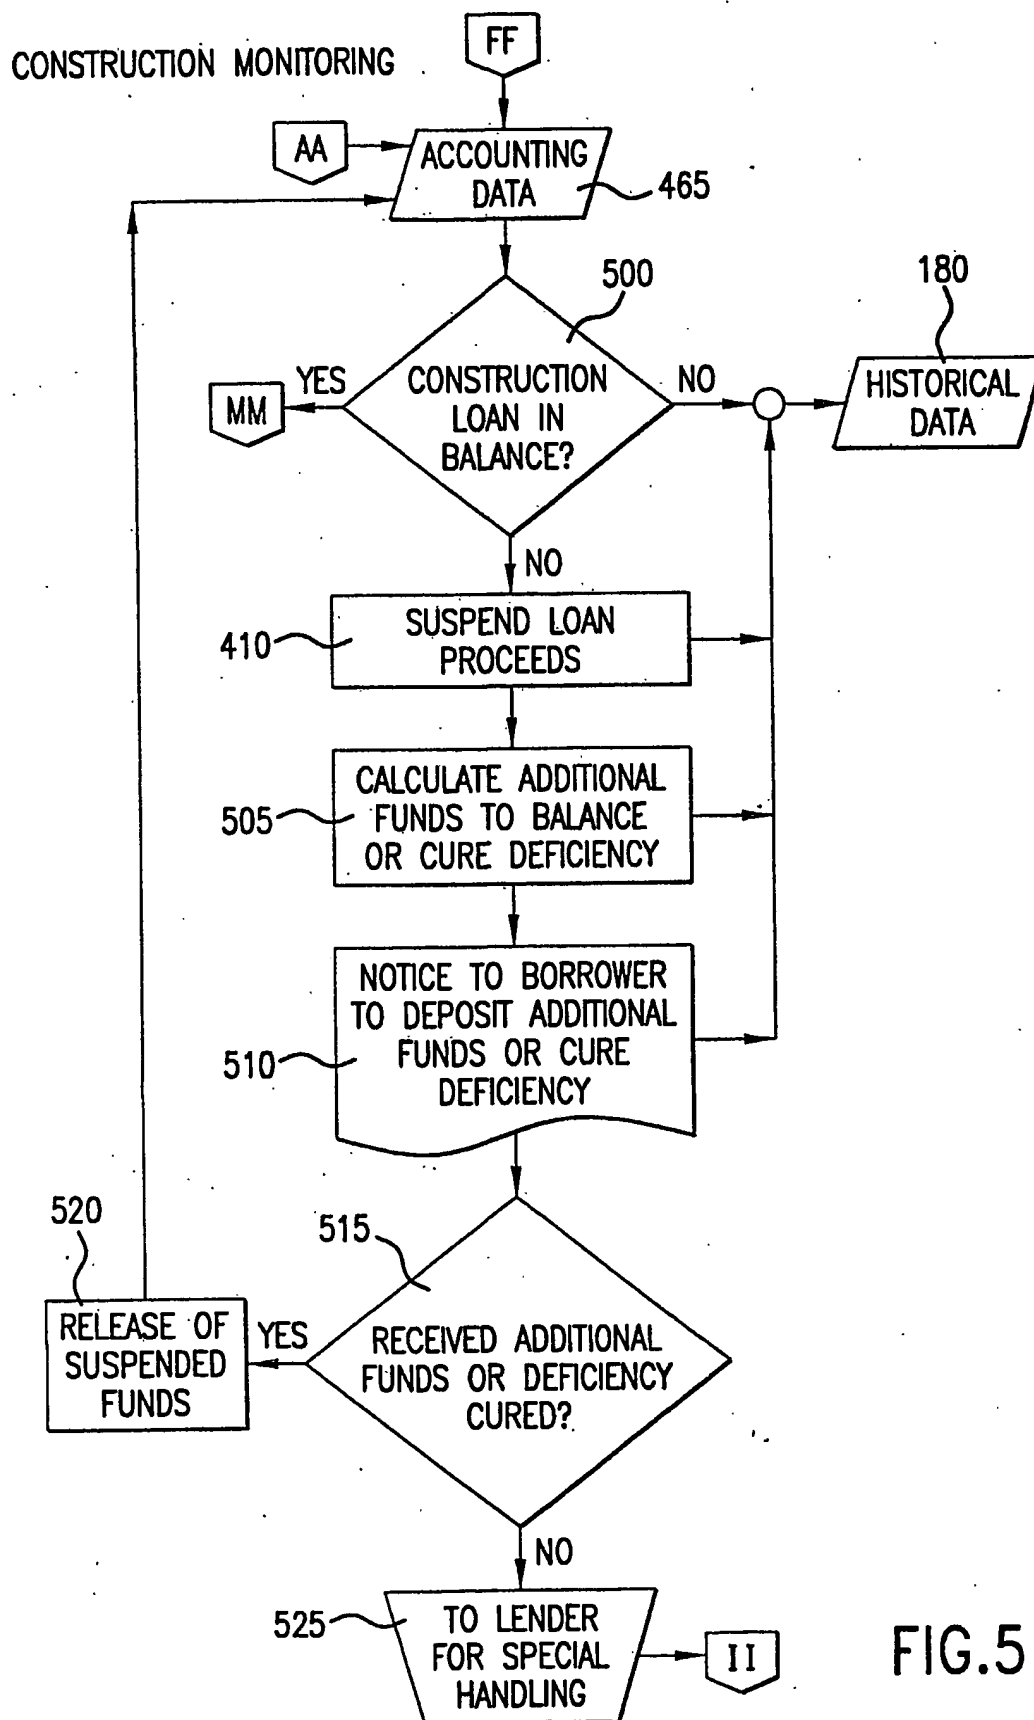 FF
CONSTRUCTION MONITORING
AA
ACCOUNTING
DATA
465
500
180
YES
MM
CONSTRUCTION
LOAN IN
BALANCE?
NO
HISTORICAL
DATA
NO
410
SUSPEND LOAN
PROCEEDS
505
CALCULATE ADDITIONAL
FUNDS TO BALANCE
OR CURE DEFICIENCY
510
NOTICE TO BORROWER
TO DEPOSIT ADDITIONAL
FUNDS OR CURE
DEFICIENCY
520
515
RELEASE OF
SUSPENDED
FUNDS
YES
RECEIVED ADDITIONAL
FUNDS OR DEFICIENCY
CURED?
NO
525
TO LENDER
FOR SPECIAL
HANDLING
II
FIG.5